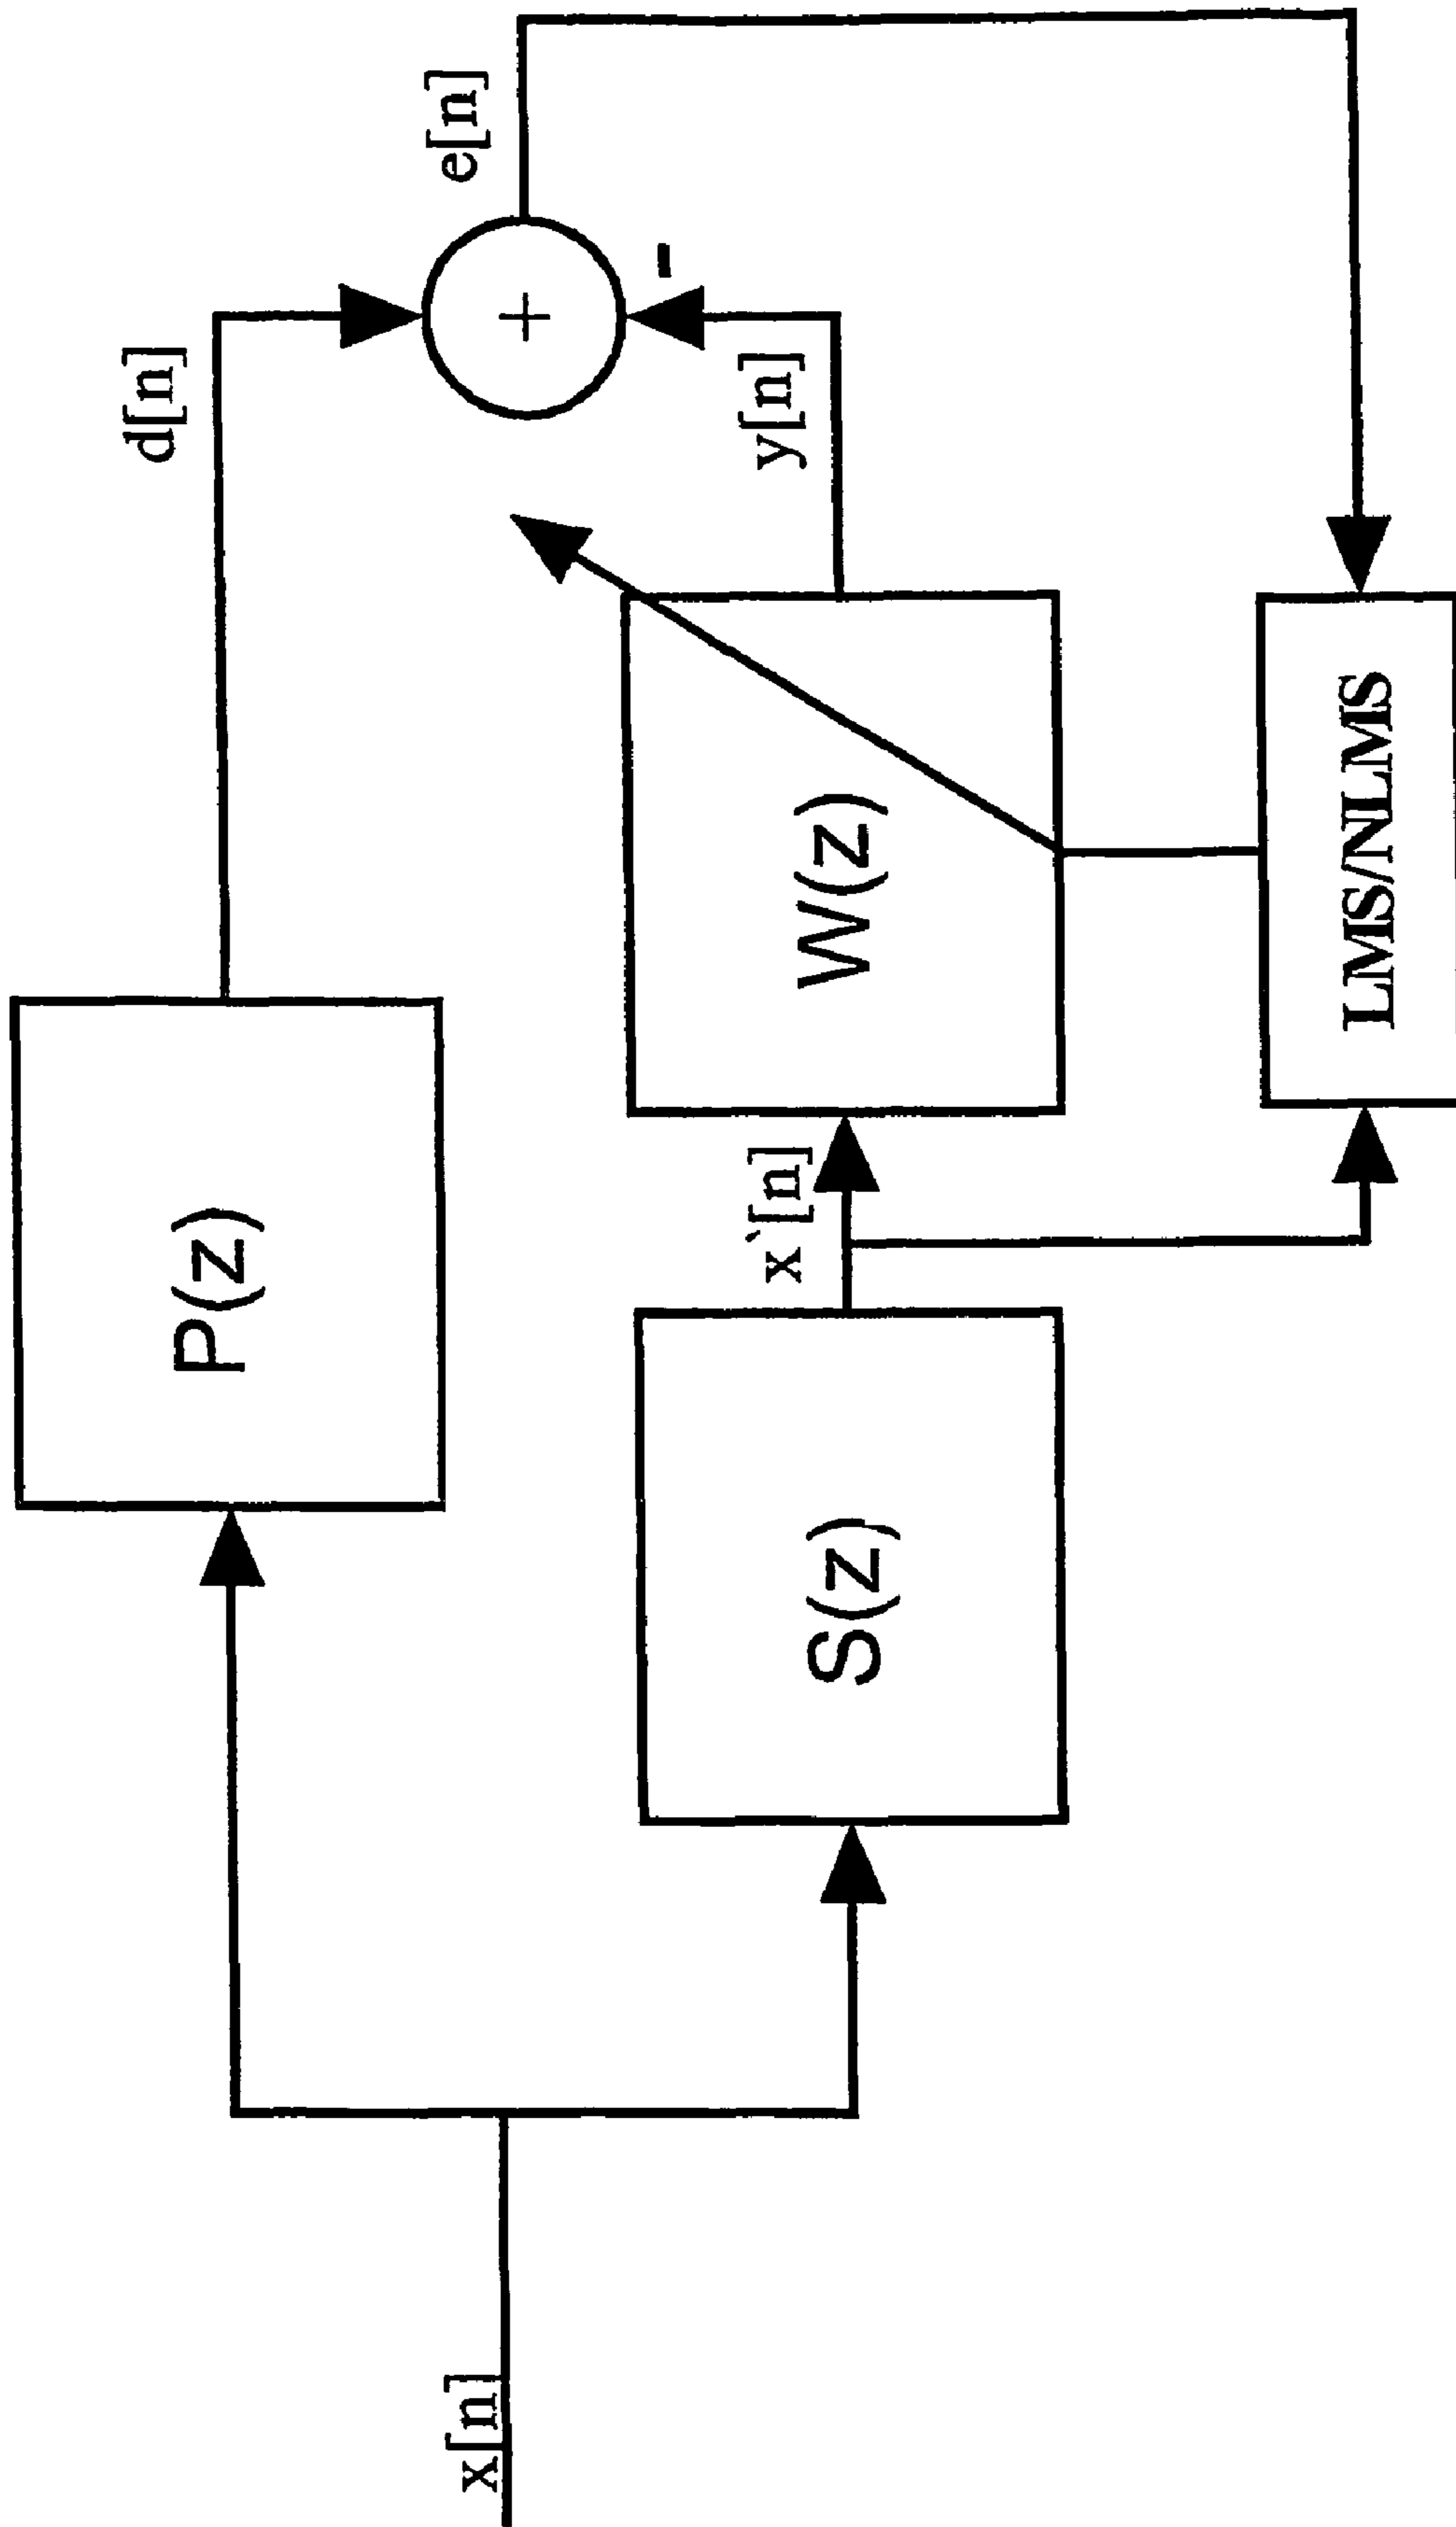 x[n]
P(z)
d[n]
S(z)
x`[n]
W(z)
y[n]
+
-
e[n]
LMS/NLMS